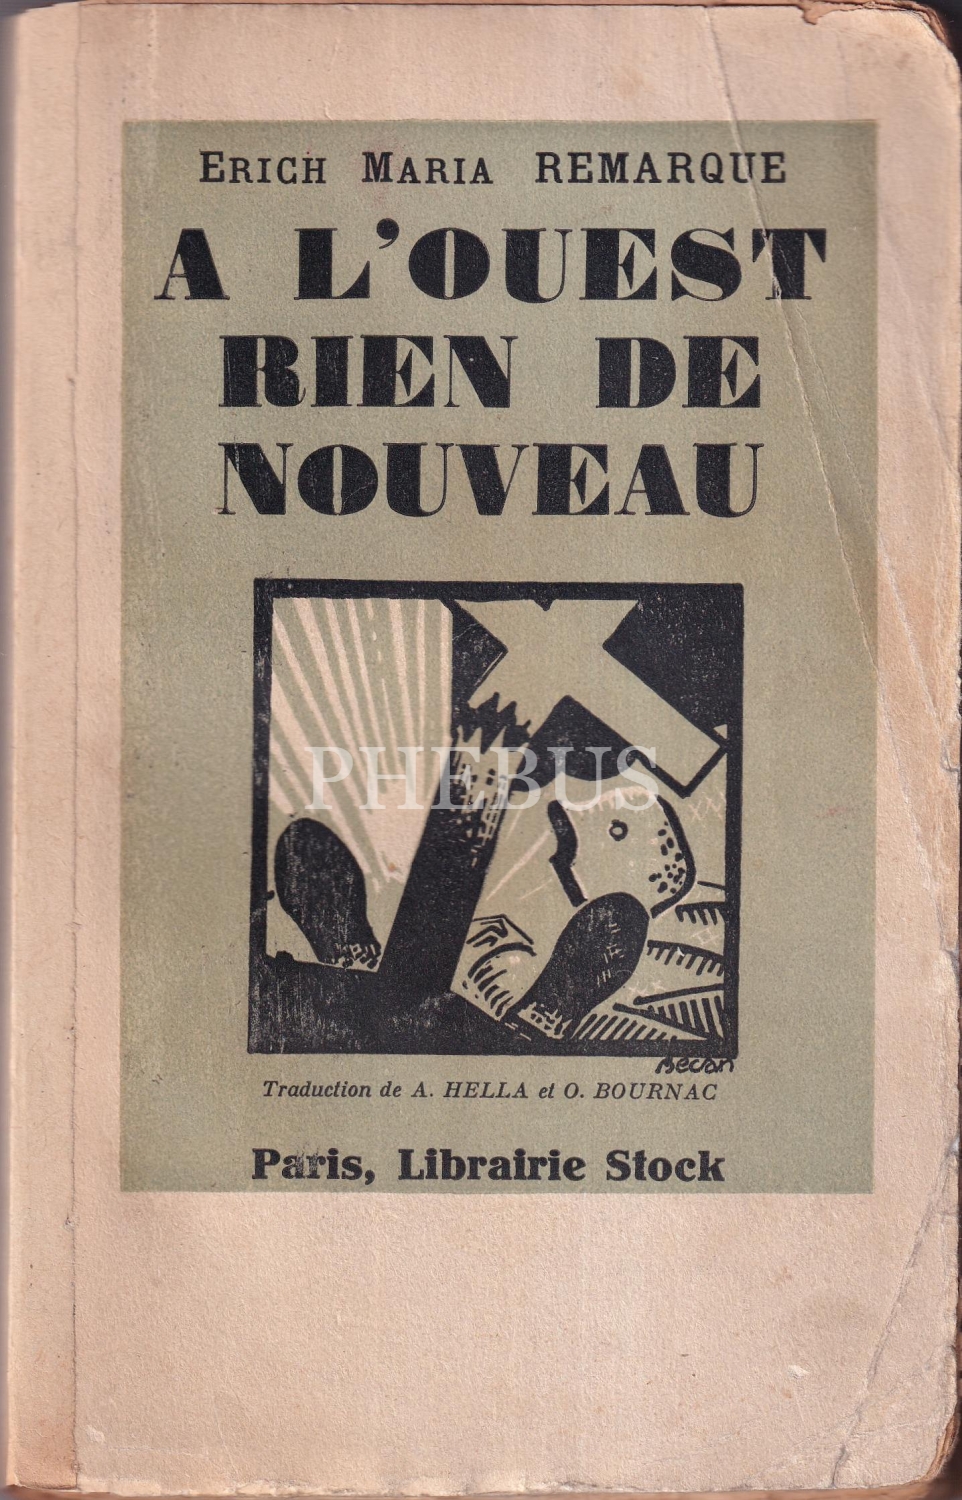 ERICH MARIA REMARQUE
A L'OUEST
RIEN DE
NOUVEAU
PHEBUS
Becan
Traduction de A. HELLA et O. BOURNAC
Paris, Librairie Stock